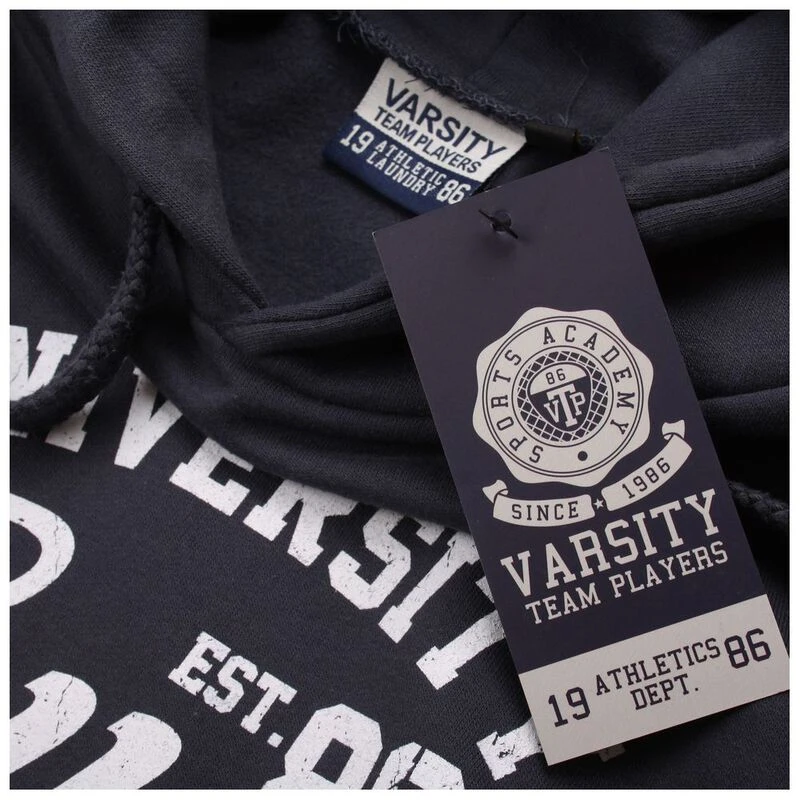 VARSITY
TEAM PLAYERS
19 ATHLETIC LAUNDRY 86
SPORTS ACADEMY
86
VTP
SINCE ★ 1986
VARSITY
TEAM PLAYERS
19 ATHLETICS DEPT. 86
NIVERSITY
EST.